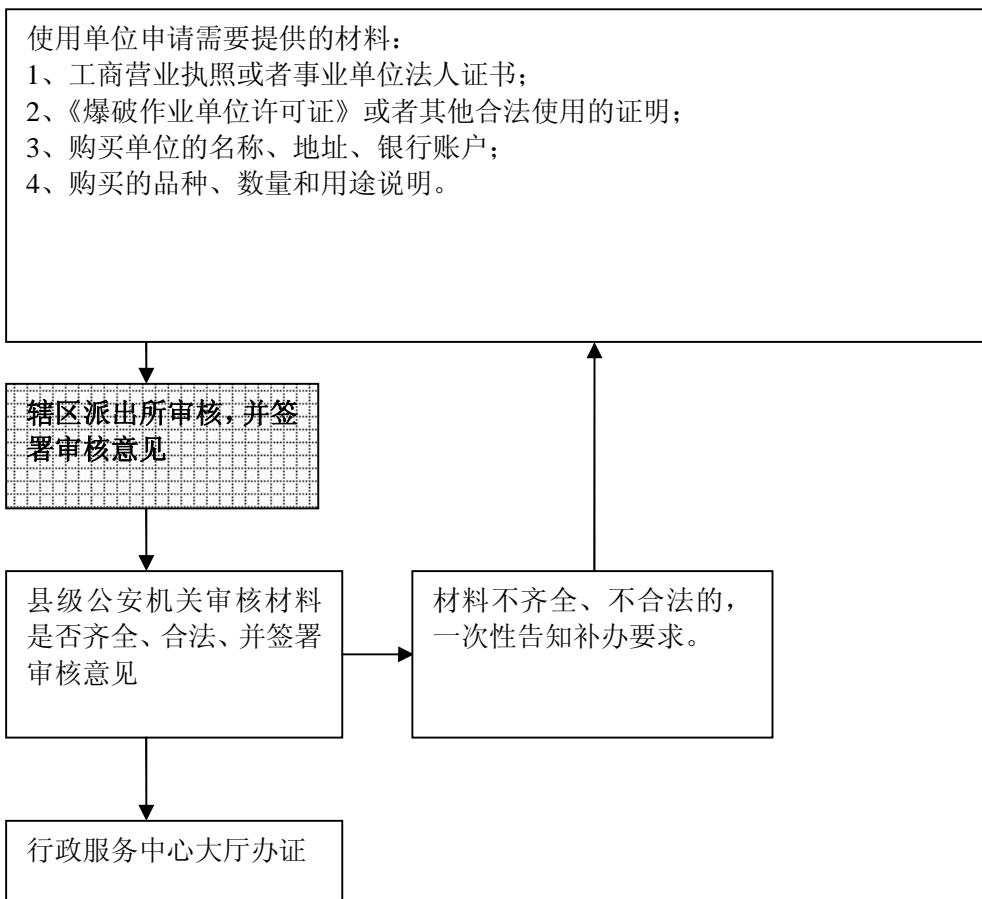 使用单位申请需要提供的材料：
1、工商营业执照或者事业单位法人证书；
2、《爆破作业单位许可证》或者其他合法使用的证明；
3、购买单位的名称、地址、银行账户；
4、购买的品种、数量和用途说明。
辖区派出所审核，并签
署审核意见
县级公安机关审核材料
是否齐全、合法、并签署
审核意见
材料不齐全、不合法的，
一次性告知补办要求。
行政服务中心大厅办证